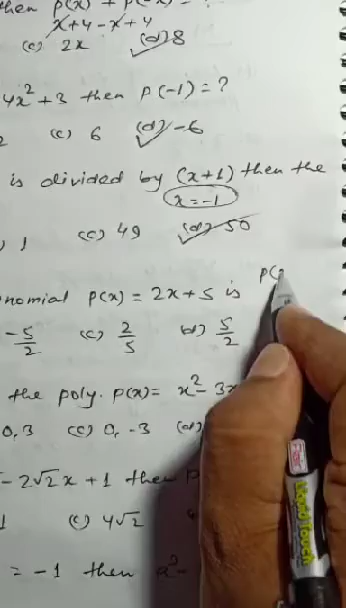 then p(x) + p(
x+4-x+4
(c) 2x (d) 8
4x² + 3 then p(-1) = ?
(c) 6 (d) -6
is divided by (x+1) then the
x = -1
1 (c) 49 (d) 50
p(
nomial p(x) = 2x+5 is
-5/2 (c) 2/5 (d) 5/2
the poly. p(x) = x² - 3x
0, 3 (c) 0, -3 (d)
- 2√2 x + 1 then p
(c) 4√2
= -1 then